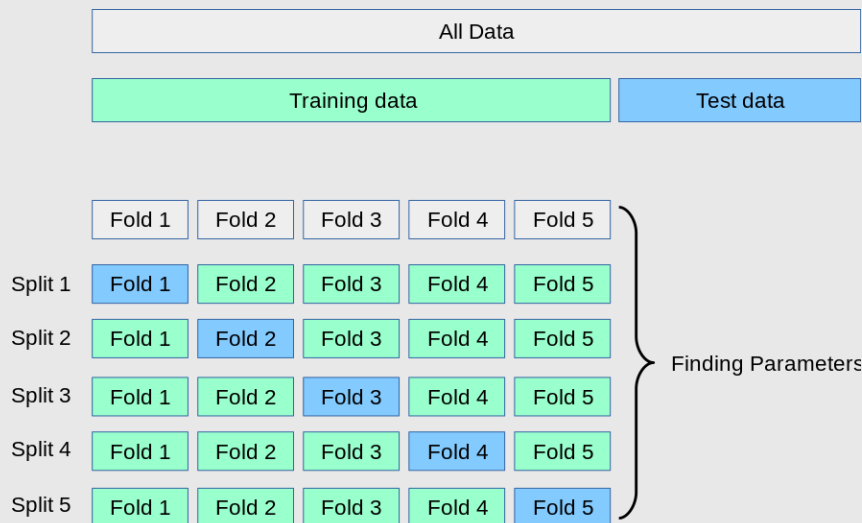 All Data
Training data Test data
Fold 1 Fold 2 Fold 3 Fold 4 Fold 5
Split 1 Fold 1 Fold 2 Fold 3 Fold 4 Fold 5
Split 2 Fold 1 Fold 2 Fold 3 Fold 4 Fold 5
Finding Parameters
Split 3 Fold 1 Fold 2 Fold 3 Fold 4 Fold 5
Split 4 Fold 1 Fold 2 Fold 3 Fold 4 Fold 5
Split 5 Fold 1 Fold 2 Fold 3 Fold 4 Fold 5